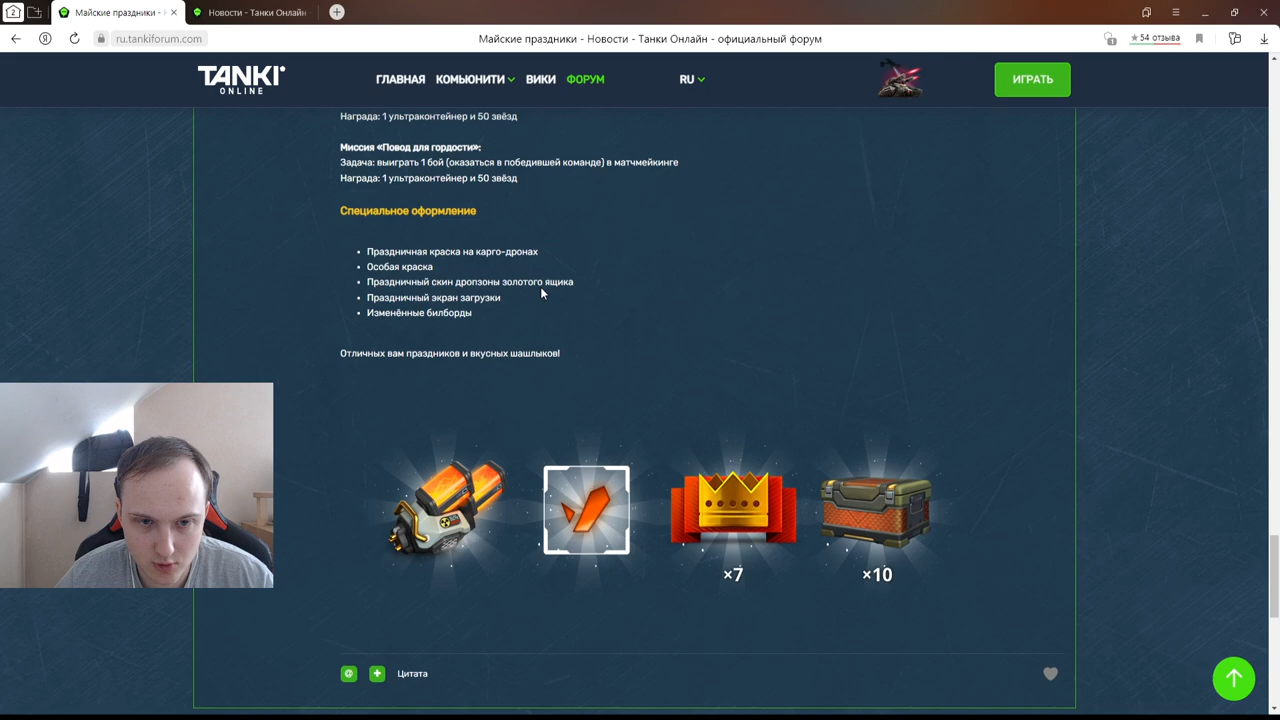 2
Майские праздники -
Новости - Танки Онлайн
ru.tankiforum.com
Майские праздники - Новости - Танки Онлайн - официальный форум
1
★54 отзыва
TANKI
ONLINE
ГЛАВНАЯ
КОМЬЮНИТИ
ВИКИ
ФОРУМ
RU
ИГРАТЬ
Награда: 1 ультраконтейнер и 50 звёзд
Миссия «Повод для гордости»:
Задача: выиграть 1 бой (оказаться в победившей команде) в матчмейкинге
Награда: 1 ультраконтейнер и 50 звёзд
Специальное оформление
• Праздничная краска на карго-дронах
• Особая краска
• Праздничный скин дропзоны золотого ящика
• Праздничный экран загрузки
• Изменённые билборды
Отличных вам праздников и вкусных шашлыков!
×7
×10
Цитата